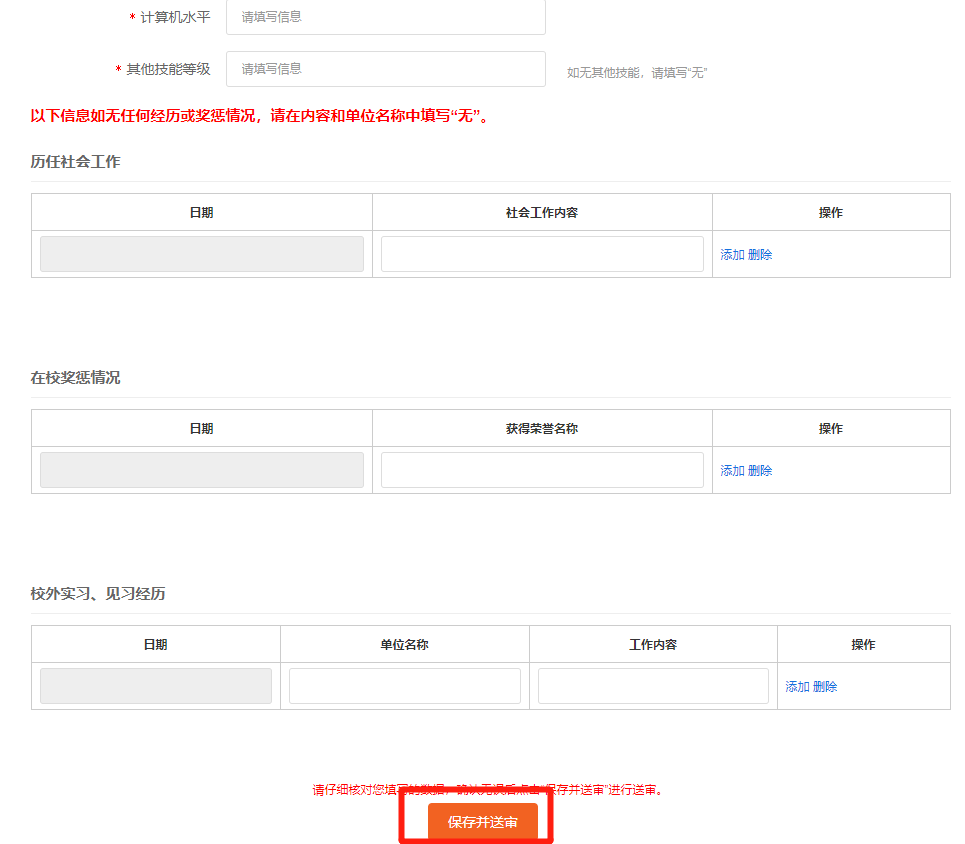 * 计算机水平 请填写信息
* 其他技能等级 请填写信息 如无其他技能，请填写“无”
以下信息如无任何经历或奖惩情况，请在内容和单位名称中填写“无”。
历任社会工作
日期 社会工作内容 操作
添加 删除
在校奖惩情况
日期 获得荣誉名称 操作
添加 删除
校外实习、见习经历
日期 单位名称 工作内容 操作
添加 删除
请仔细核对您填写的数据，确认无误后点击“保存并送审”进行送审。
保存并送审